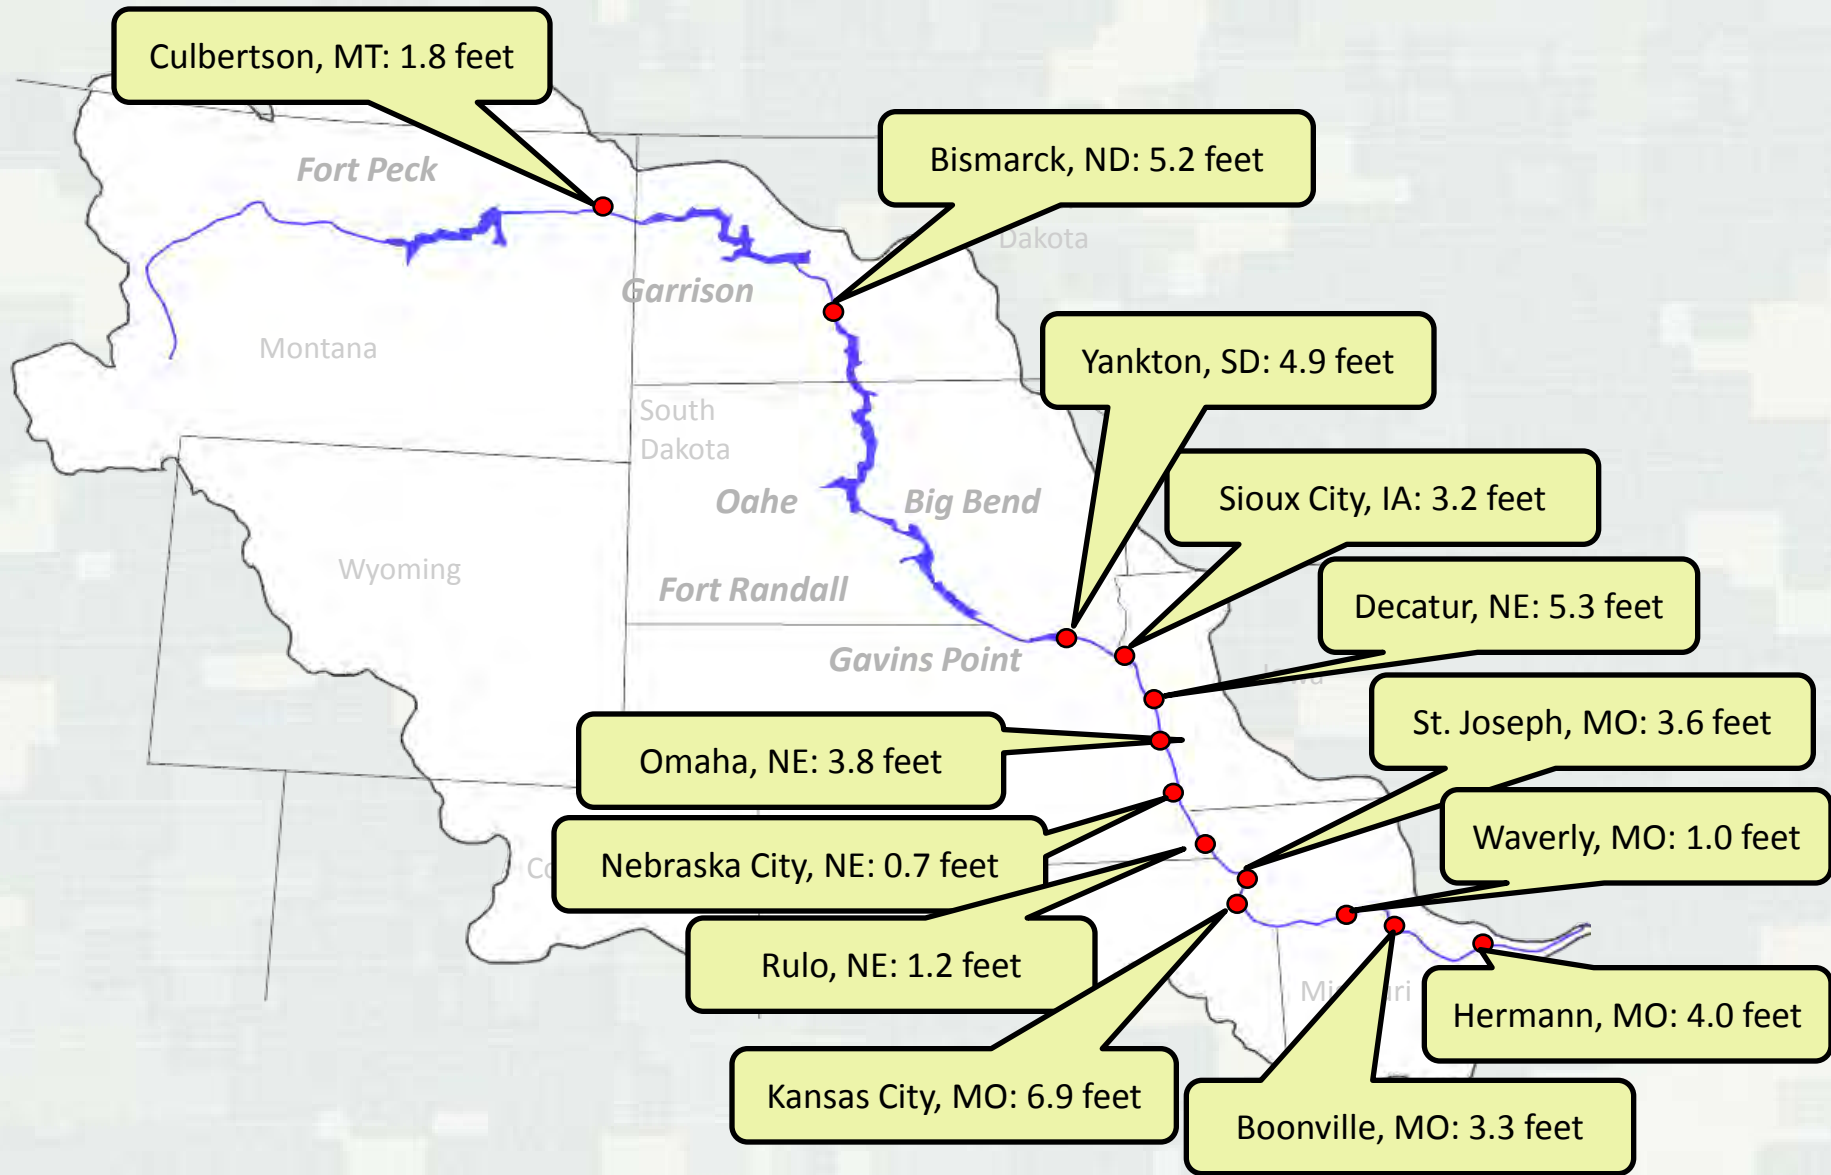 Culbertson, MT: 1.8 feet
Bismarck, ND: 5.2 feet
Fort Peck
Dakota
Garrison
Montana
Yankton, SD: 4.9 feet
South
Dakota
Sioux City, IA: 3.2 feet
Oahe
Big Bend
Wyoming
Fort Randall
Decatur, NE: 5.3 feet
Gavins Point
St. Joseph, MO: 3.6 feet
Omaha, NE: 3.8 feet
Waverly, MO: 1.0 feet
Nebraska City, NE: 0.7 feet
Rulo, NE: 1.2 feet
Hermann, MO: 4.0 feet
Kansas City, MO: 6.9 feet
Boonville, MO: 3.3 feet